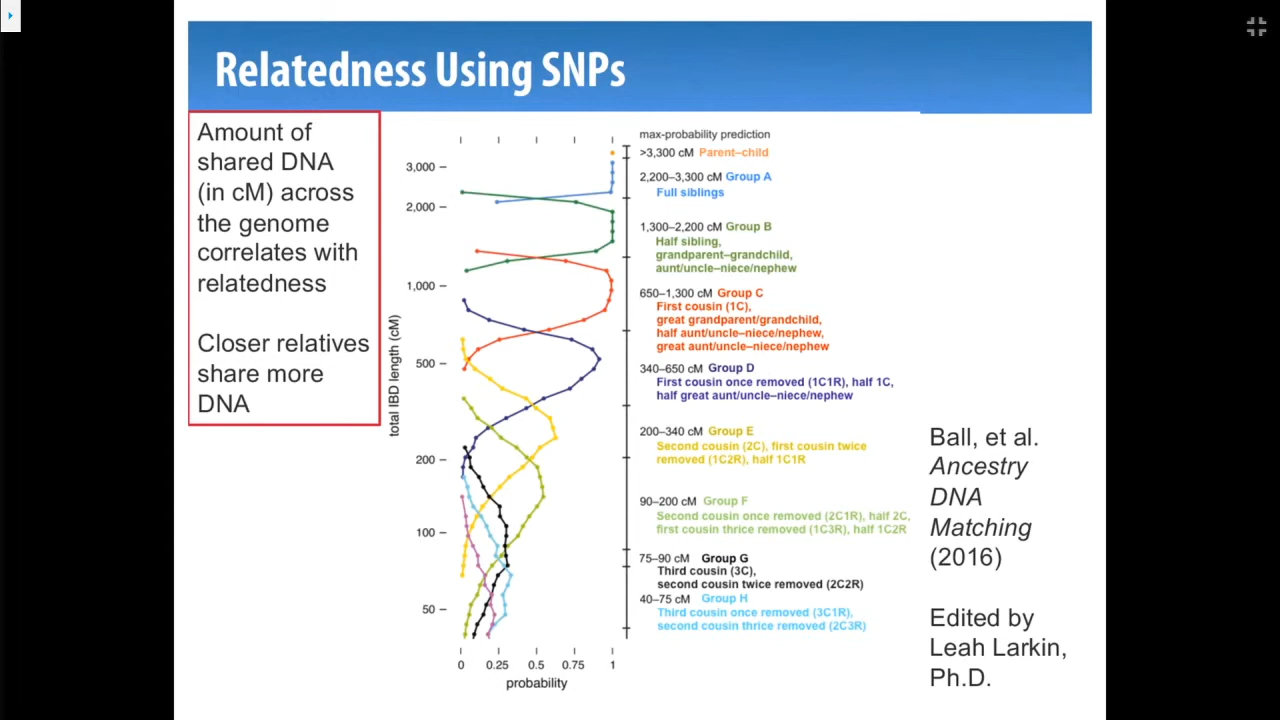 Relatedness Using SNPs
Amount of
shared DNA
(in cM) across
the genome
correlates with
relatedness
Closer relatives
share more
DNA
total IBD length (cM)
3,000
2,000
1,000
500
200
100
50
0
0.25
0.5
0.75
1
probability
max-probability prediction
>3,300 cM Parent–child
2,200–3,300 cM Group A
Full siblings
1,300–2,200 cM Group B
Half sibling,
grandparent–grandchild,
aunt/uncle–niece/nephew
650–1,300 cM Group C
First cousin (1C),
great grandparent/grandchild,
half aunt/uncle–niece/nephew,
great aunt/uncle–niece/nephew
340–650 cM Group D
First cousin once removed (1C1R), half 1C,
half great aunt/uncle–niece/nephew
200–340 cM Group E
Second cousin (2C), first cousin twice
removed (1C2R), half 1C1R
90–200 cM Group F
Second cousin once removed (2C1R), half 2C,
first cousin thrice removed (1C3R), half 1C2R
75–90 cM Group G
Third cousin (3C),
second cousin twice removed (2C2R)
40–75 cM Group H
Third cousin once removed (3C1R),
second cousin thrice removed (2C3R)
Ball, et al.
Ancestry
DNA
Matching
(2016)
Edited by
Leah Larkin,
Ph.D.